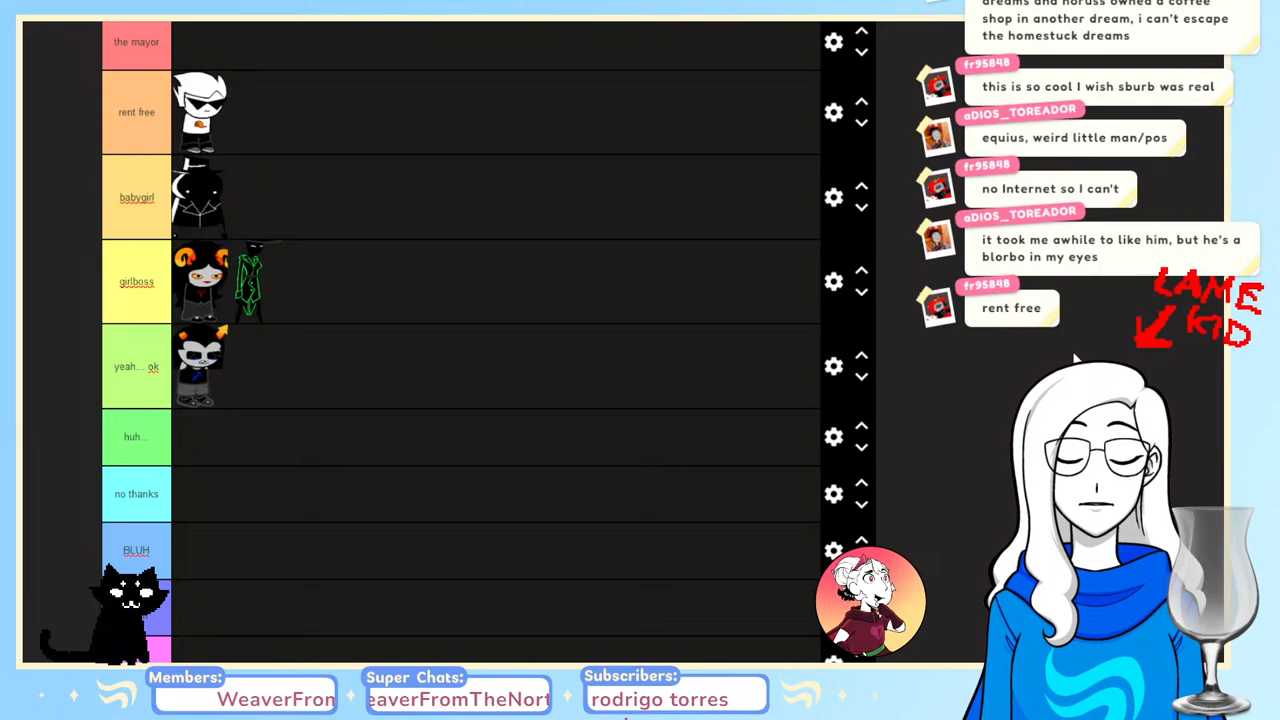 the mayor
rent free
babygirl
girlboss
yeah... ok
huh...
no thanks
BLUH
dreams and horuss owned a coffee
shop in another dream, i can't escape
the homestuck dreams
fr95848
this is so cool I wish sburb was real
aDIOS_TOREADOR
equius, weird little man/pos
fr95848
no Internet so I can't
aDIOS_TOREADOR
it took me awhile to like him, but he's a
blorbo in my eyes
fr95848
rent free
LAME
KID
Members:
WeaverFrom
Super Chats:
eaverFromTheNort
Subscribers:
rodrigo torres